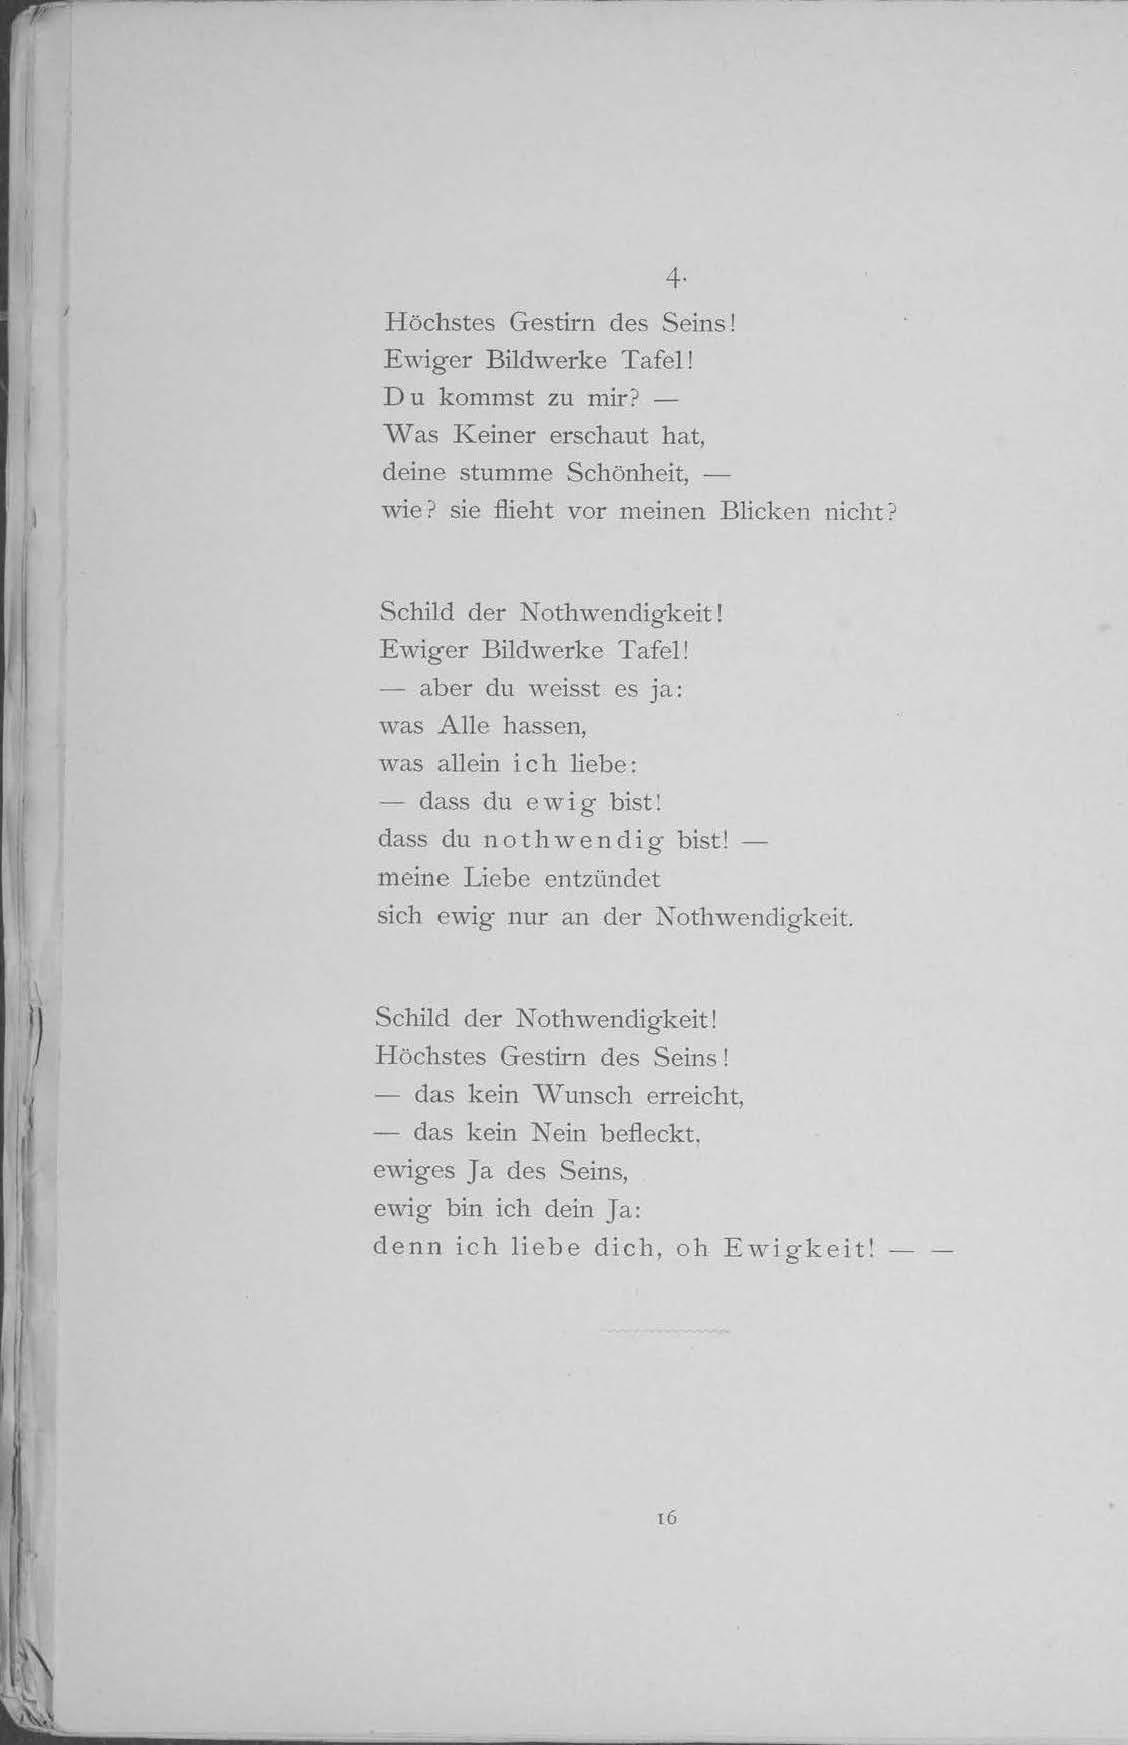 4.
Höchstes Gestirn des Seins!
Ewiger Bildwerke Tafel!
Du kommst zu mir? —
Was Keiner erschaut hat,
deine stumme Schönheit, —
wie? sie flieht vor meinen Blicken nicht?
Schild der Nothwendigkeit!
Ewiger Bildwerke Tafel!
— aber du weisst es ja:
was Alle hassen,
was allein ich liebe:
— dass du ewig bist!
dass du nothwendig bist! —
meine Liebe entzündet
sich ewig nur an der Nothwendigkeit.
Schild der Nothwendigkeit!
Höchstes Gestirn des Seins!
— das kein Wunsch erreicht,
— das kein Nein befleckt,
ewiges Ja des Seins,
ewig bin ich dein Ja:
denn ich liebe dich, oh Ewigkeit! — —
16